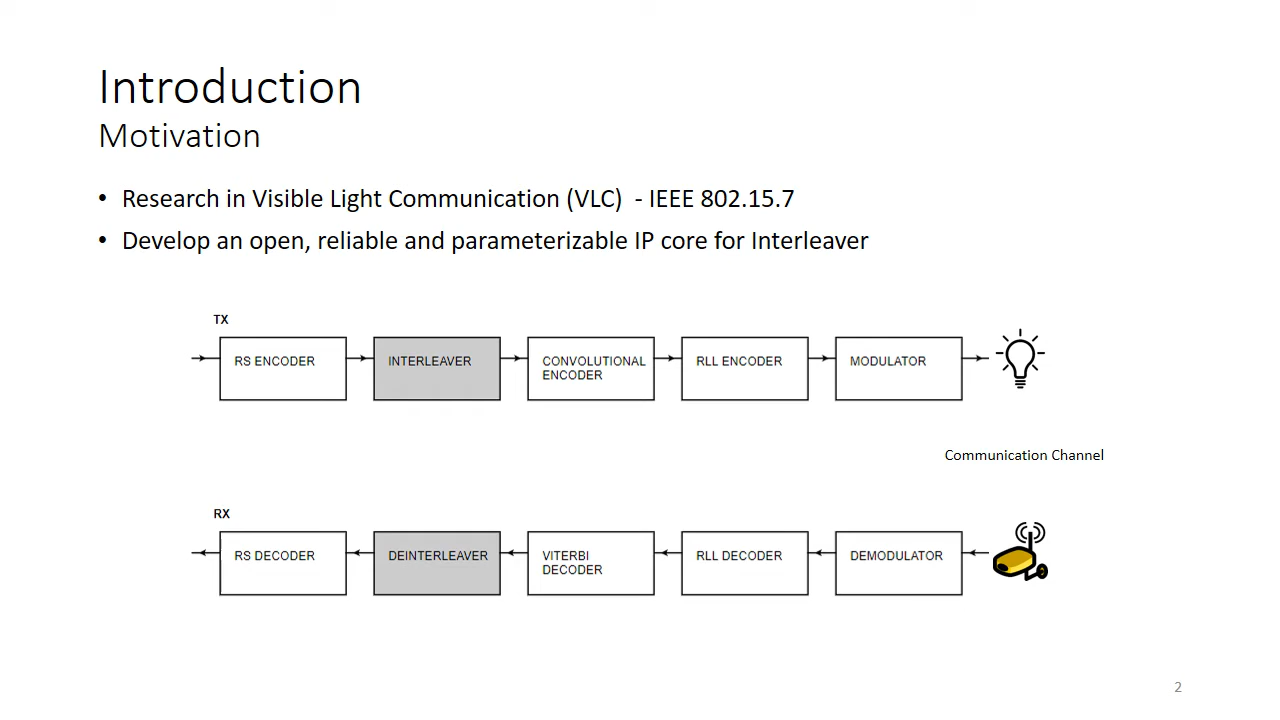 Introduction
Motivation
• Research in Visible Light Communication (VLC)  - IEEE 802.15.7
• Develop an open, reliable and parameterizable IP core for Interleaver
TX
RS ENCODER
INTERLEAVER
CONVOLUTIONAL
ENCODER
RLL ENCODER
MODULATOR
Communication Channel
RX
RS DECODER
DEINTERLEAVER
VITERBI
DECODER
RLL DECODER
DEMODULATOR
2